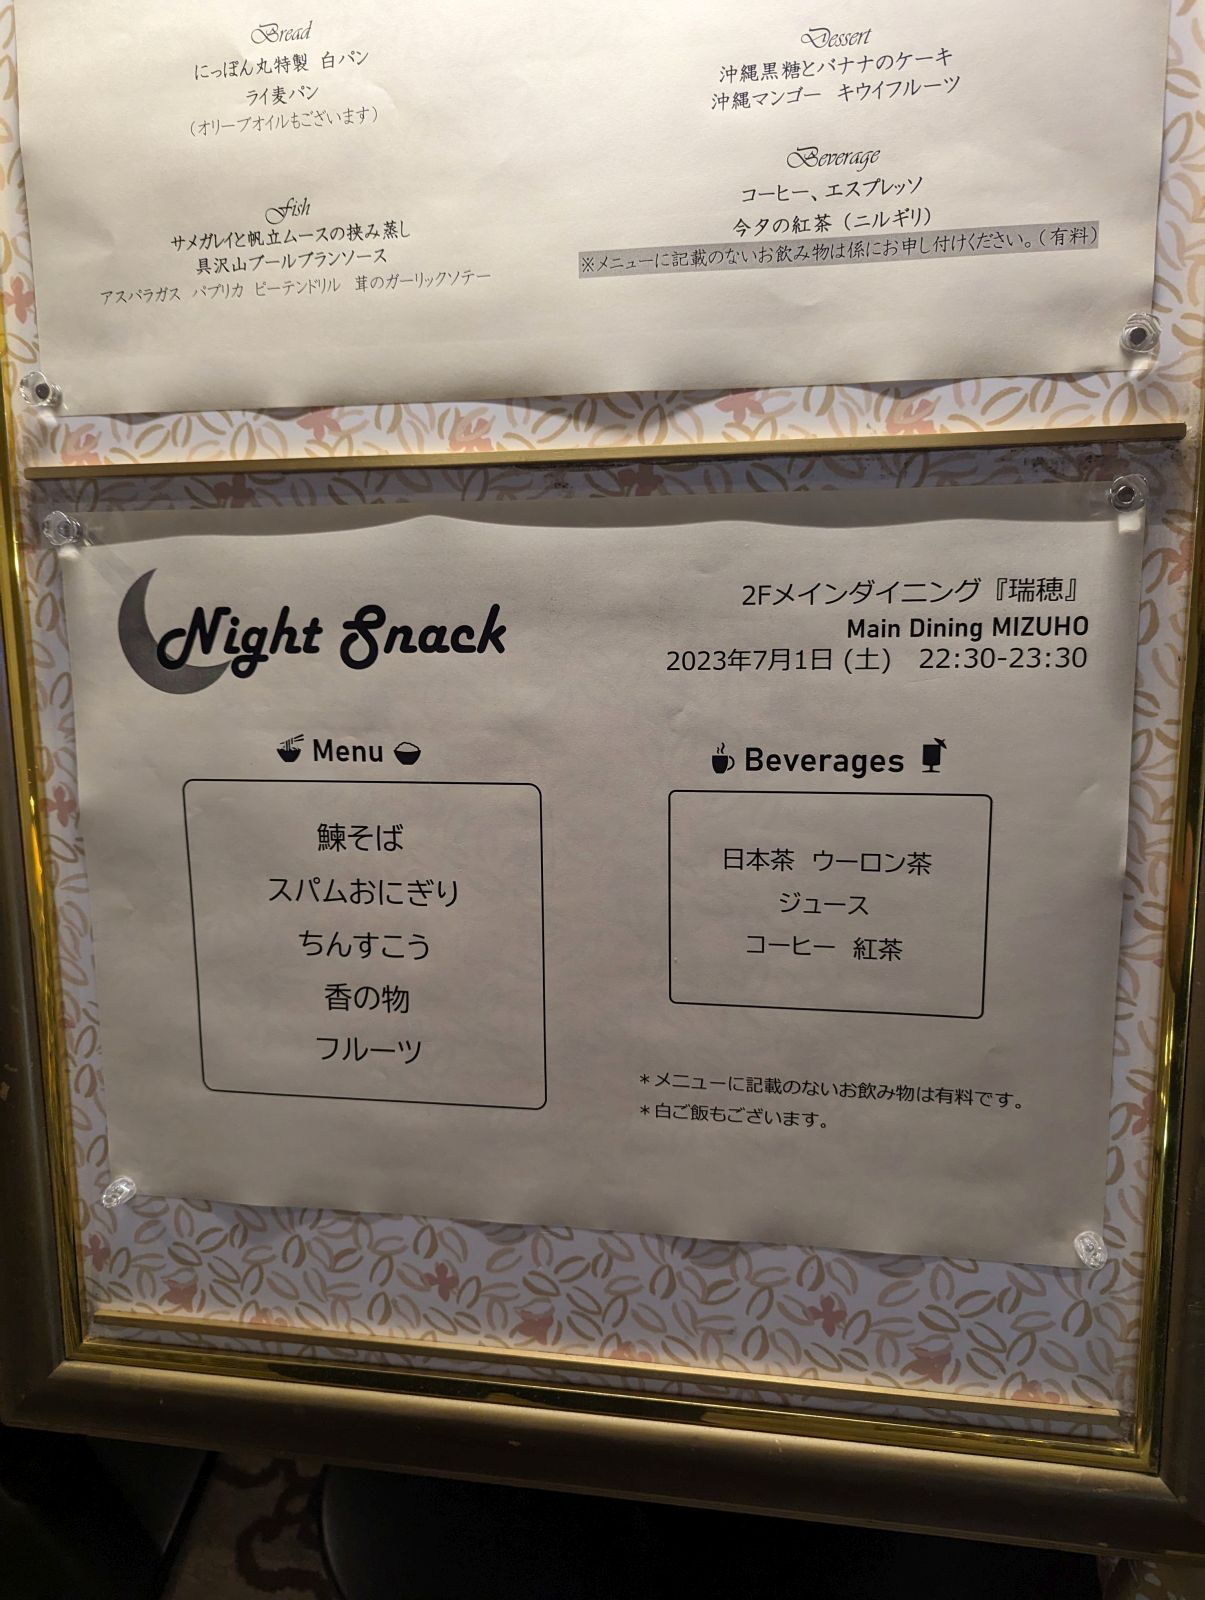 Bread
にっぽん丸特製 白パン
ライ麦パン
（オリーブオイルもございます）
Fish
サメガレイと帆立ムースの挟み蒸し
具沢山ブールブランソース
アスパラガス パプリカ ピーテンドリル 茸のガーリックソテー
Dessert
沖縄黒糖とバナナのケーキ
沖縄マンゴー キウイフルーツ
Beverage
コーヒー、エスプレッソ
今夕の紅茶（ニルギリ）
※メニューに記載のないお飲み物は係にお申し付けください。（有料）
Night Snack
2Fメインダイニング『瑞穂』
Main Dining MIZUHO
2023年7月1日 (土) 22:30-23:30
Menu
鰊そば
スパムおにぎり
ちんすこう
香の物
フルーツ
Beverages
日本茶 ウーロン茶
ジュース
コーヒー 紅茶
＊メニューに記載のないお飲み物は有料です。
＊白ご飯もございます。